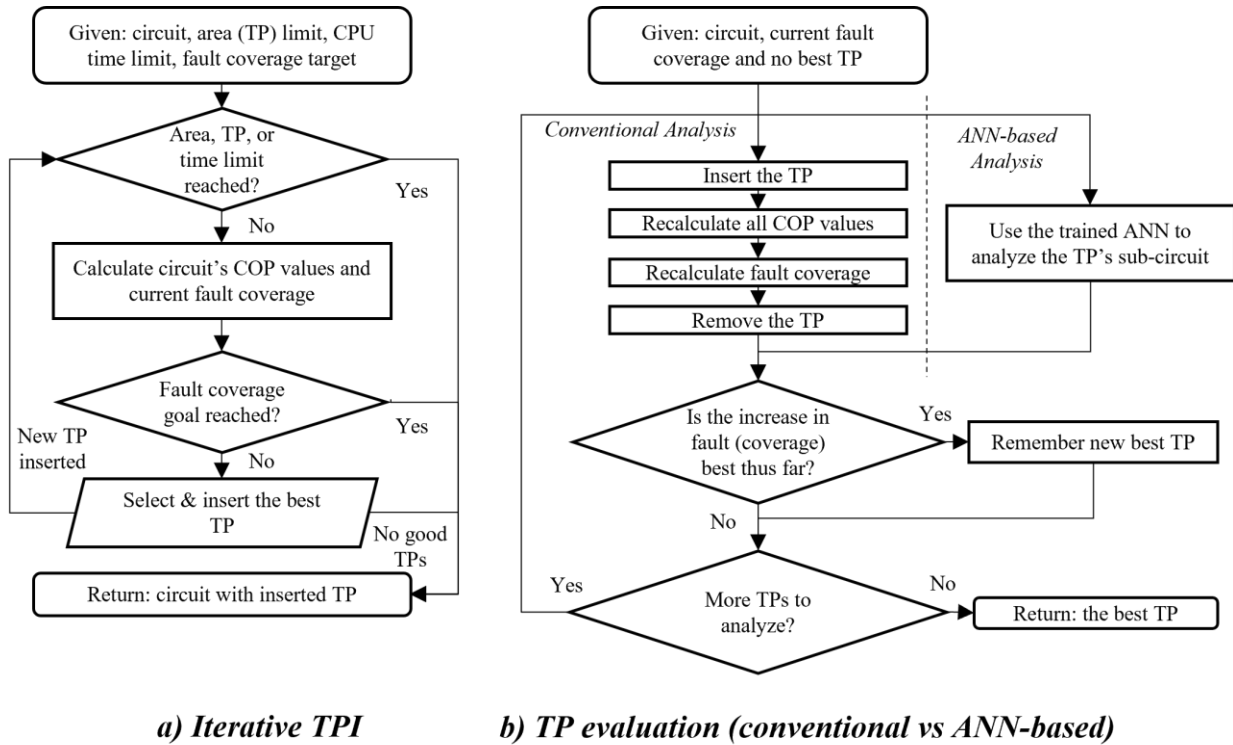 Given: circuit, area (TP) limit, CPU
time limit, fault coverage target
Area, TP, or
time limit
reached?
Yes
No
Calculate circuit's COP values and
current fault coverage
Fault coverage
goal reached?
Yes
New TP
inserted
No
Select & insert the best
TP
No good
TPs
Return: circuit with inserted TP
a) Iterative TPI
Given: circuit, current fault
coverage and no best TP
Conventional Analysis
ANN-based
Analysis
Insert the TP
Recalculate all COP values
Recalculate fault coverage
Remove the TP
Use the trained ANN to
analyze the TP's sub-circuit
Is the increase in
fault (coverage)
best thus far?
Yes
Remember new best TP
No
Yes
More TPs to
analyze?
No
Return: the best TP
b) TP evaluation (conventional vs ANN-based)